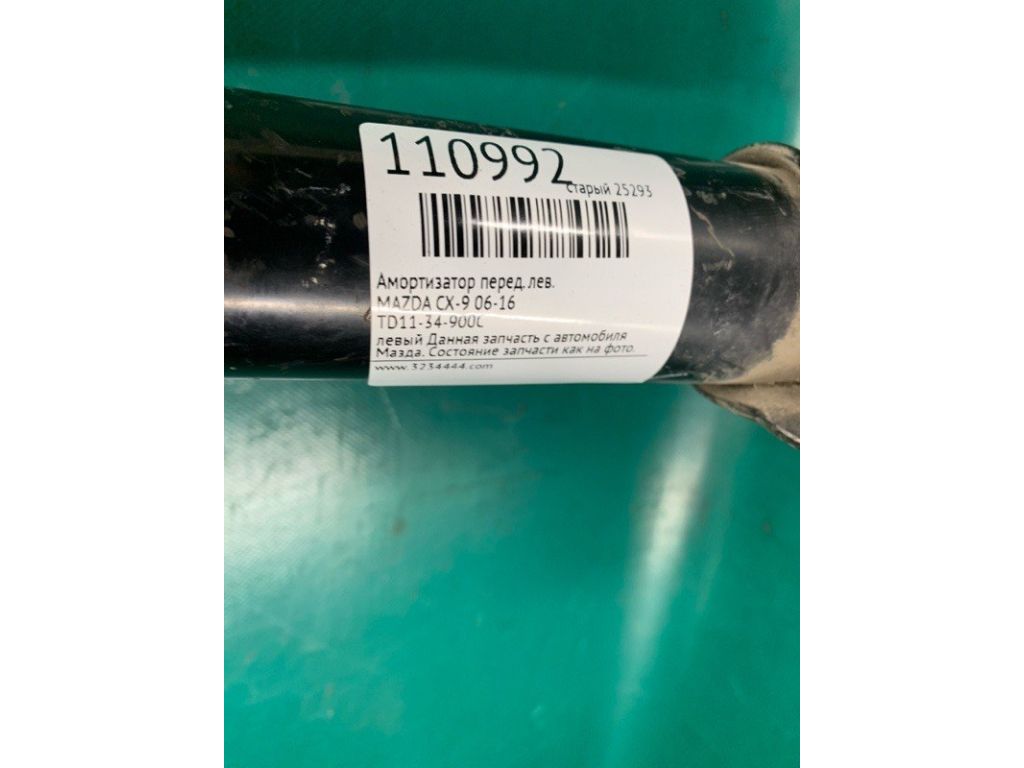 110992
старый 25293
Амортизатор перед.лев.
MAZDA CX-9 06-16
TD11-34-900C
левый Данная запчасть с автомобиля
Мазда. Состояние запчасти как на фото.
www.3234444.com